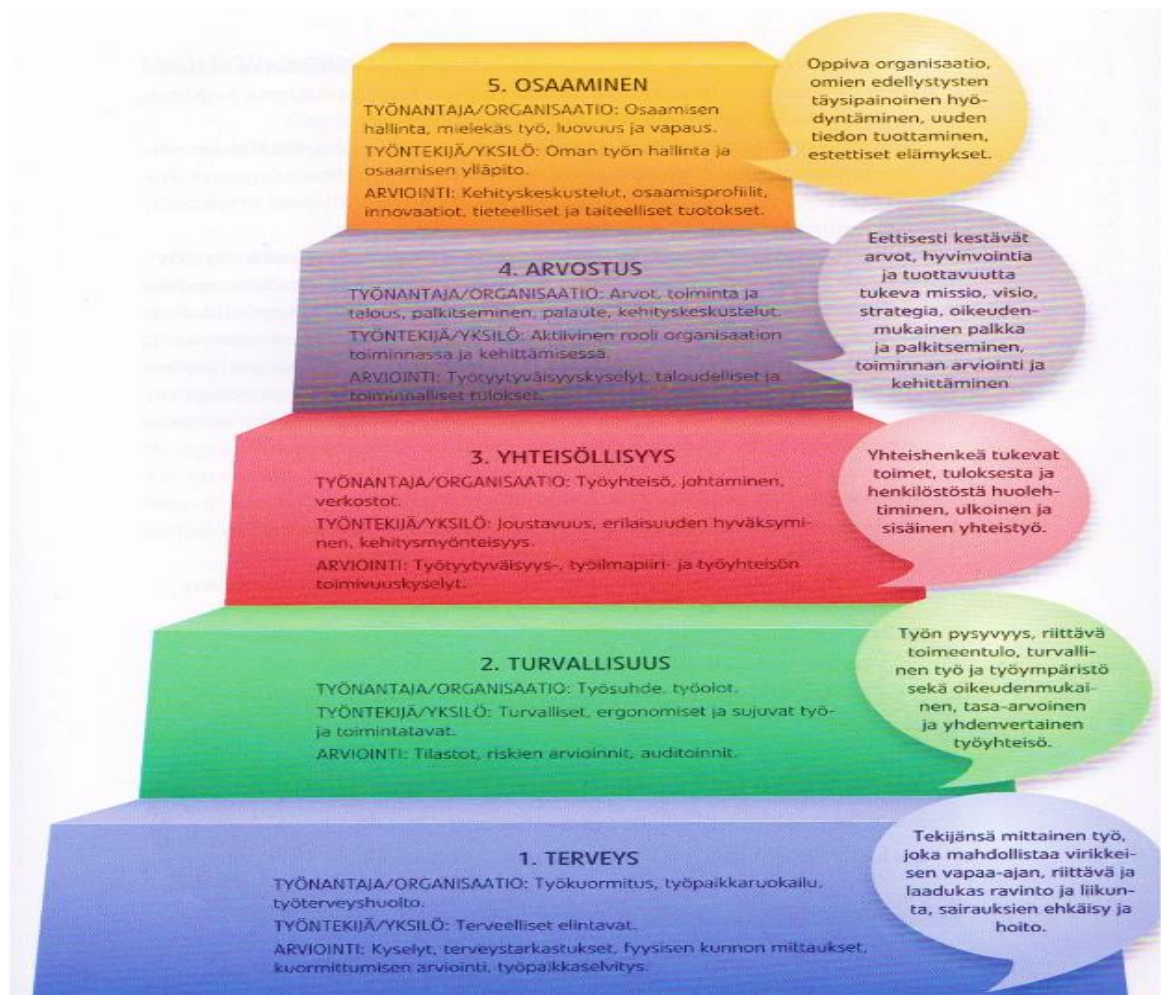 5. OSAAMINEN
TYÖNANTAJA/ORGANISAATIO: Osaamisen
hallinta, mielekäs työ, luovuus ja vapaus.
TYÖNTEKIJÄ/YKSILÖ: Oman työn hallinta ja
osaamisen ylläpito.
ARVIOINTI: Kehityskeskustelut, osaamisprofiilit,
innovaatiot, tieteelliset ja taiteelliset tuotokset.
Oppiva organisaatio,
omien edellystysten
täysipainoinen hyö-
dyntäminen, uuden
tiedon tuottaminen,
estettiset elämykset.
4. ARVOSTUS
TYÖNANTAJA/ORGANISAATIO: Arvot, toiminta ja
talous, palkitseminen, palaute, kehityskeskustelut.
TYÖNTEKIJÄ/YKSILÖ: Aktiivinen rooli organisaation
toiminnassa ja kehittämisessä.
ARVIOINTI: Työtyytyväisyyskyselyt, taloudelliset ja
toiminnalliset tulokset.
Eettisesti kestävät
arvot, hyvinvointia
ja tuottavuutta
tukeva missio, visio,
strategia, oikeuden-
mukainen palkka
ja palkitseminen,
toiminnan arviointi ja
kehittäminen
3. YHTEISÖLLISYYS
TYÖNANTAJA/ORGANISAATIO: Työyhteisö, johtaminen,
verkostot.
TYÖNTEKIJÄ/YKSILÖ: Joustavuus, erilaisuuden hyväksymi-
nen, kehitysmyönteisyys.
ARVIOINTI: Työtyytyväisyys-, työilmapiiri- ja työyhteisön
toimivuuskyselyt.
Yhteishenkeä tukevat
toimet, tuloksesta ja
henkilöstöstä huoleh-
timinen, ulkoinen ja
sisäinen yhteistyö.
2. TURVALLISUUS
TYÖNANTAJA/ORGANISAATIO: Työsuhde, työolot.
TYÖNTEKIJÄ/YKSILÖ: Turvalliset, ergonomiset ja sujuvat työ-
ja toimintatavat.
ARVIOINTI: Tilastot, riskien arvioinnit, auditoinnit.
Työn pysyvyys, riittävä
toimeentulo, turvalli-
nen työ ja työympäristö
sekä oikeudenmukai-
nen, tasa-arvoinen
ja yhdenvertainen
työyhteisö.
1. TERVEYS
TYÖNANTAJA/ORGANISAATIO: Työkuormitus, työpaikkaruokailu,
työterveyshuolto.
TYÖNTEKIJÄ/YKSILÖ: Terveelliset elintavat.
ARVIOINTI: Kyselyt, terveystarkastukset, fyysisen kunnon mittaukset,
kuormittumisen arviointi, työpaikkaselvitys.
Tekijänsä mittainen työ,
joka mahdollistaa virikkei-
sen vapaa-ajan, riittävä ja
laadukas ravinto ja liikun-
ta, sairauksien ehkäisy ja
hoito.